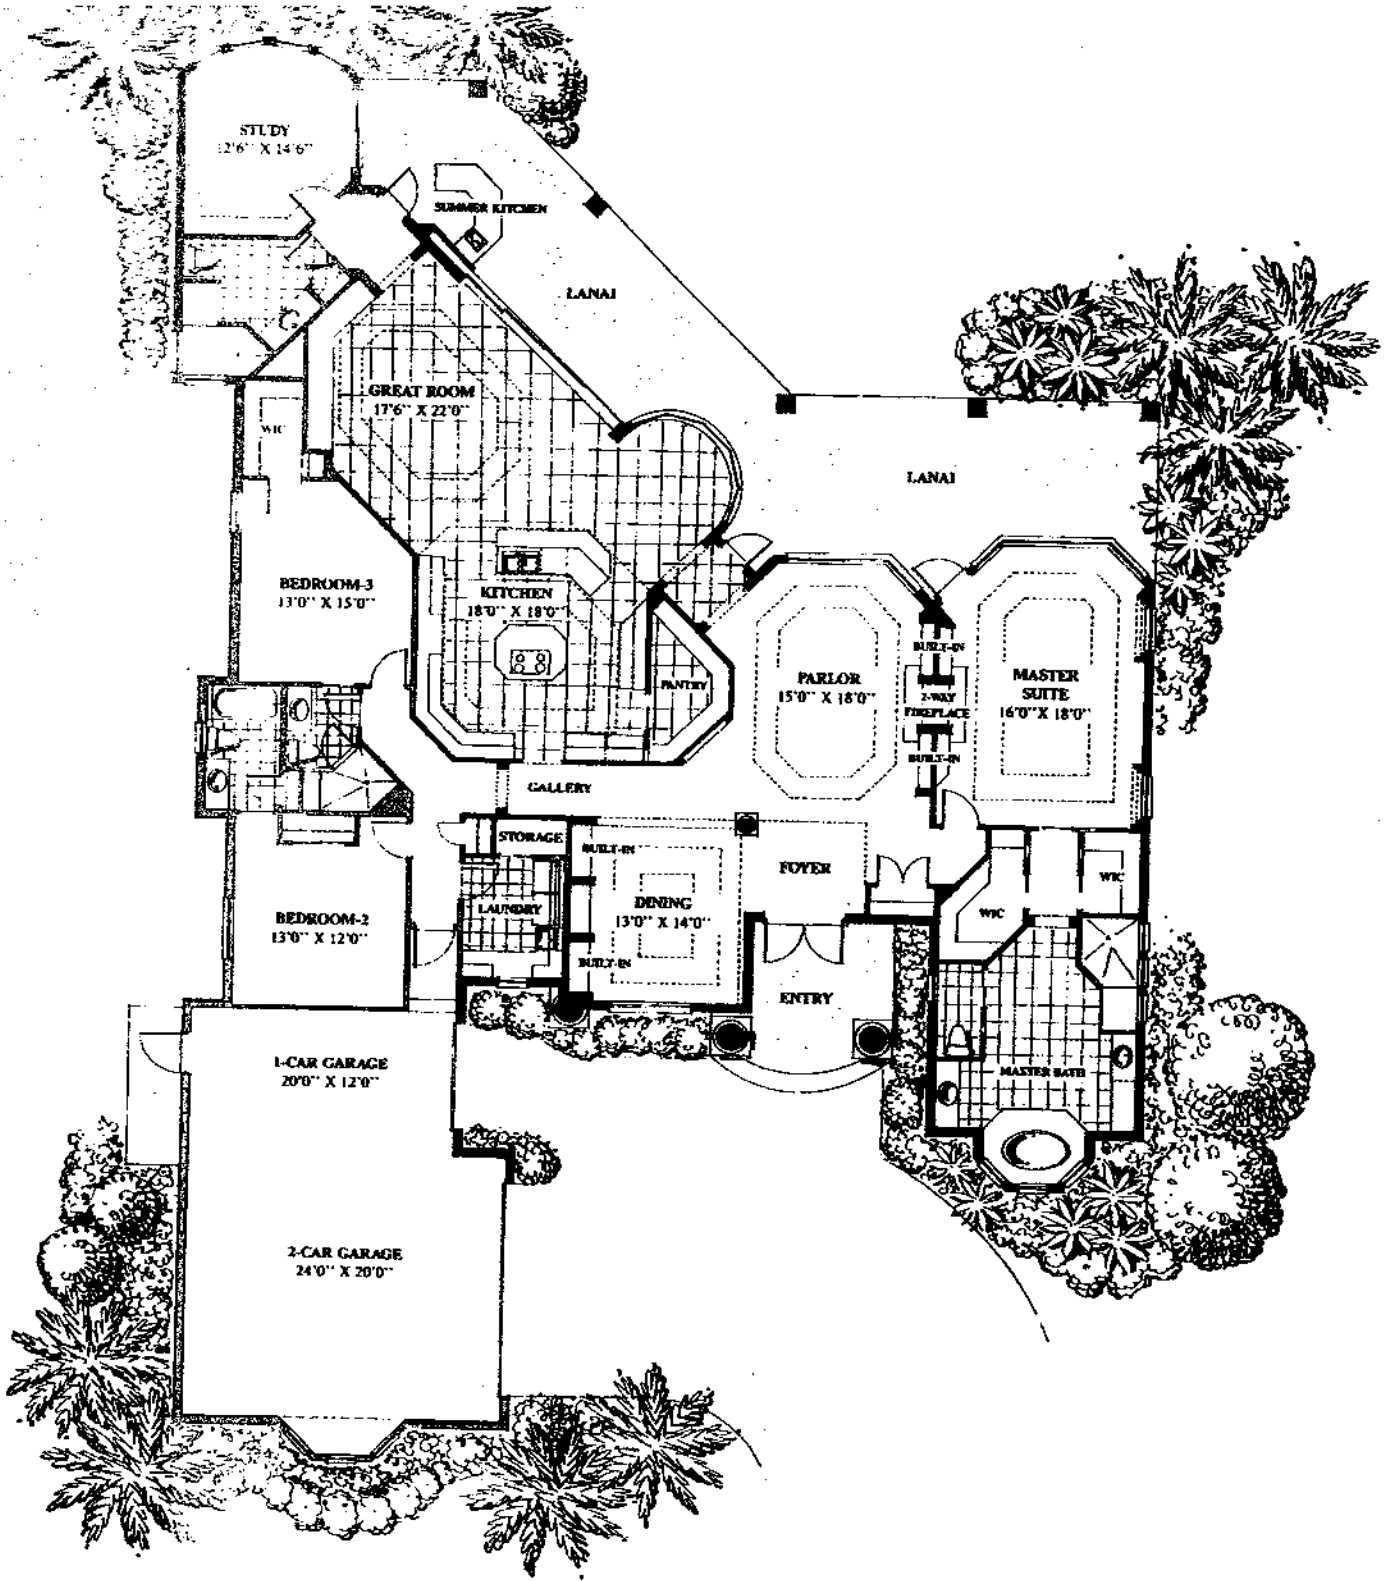 STUDY
12'6" X 14'6"
SUMMER KITCHEN
LANAI
GREAT ROOM
17'6" X 22'0"
WIC
LANAI
BEDROOM-3
13'0" X 15'0"
KITCHEN
18'0" X 18'0"
PANTRY
PARLOR
15'0" X 18'0"
BUILT-IN
2-WAY
FIREPLACE
BUILT-IN
MASTER
SUITE
16'0" X 18'0"
GALLERY
STORAGE
BUILT-IN
FOYER
WIC
BEDROOM-2
13'0" X 12'0"
LAUNDRY
DINING
13'0" X 14'0"
WIC
BUILT-IN
ENTRY
1-CAR GARAGE
20'0" X 12'0"
MASTER BATH
2-CAR GARAGE
24'0" X 20'0"